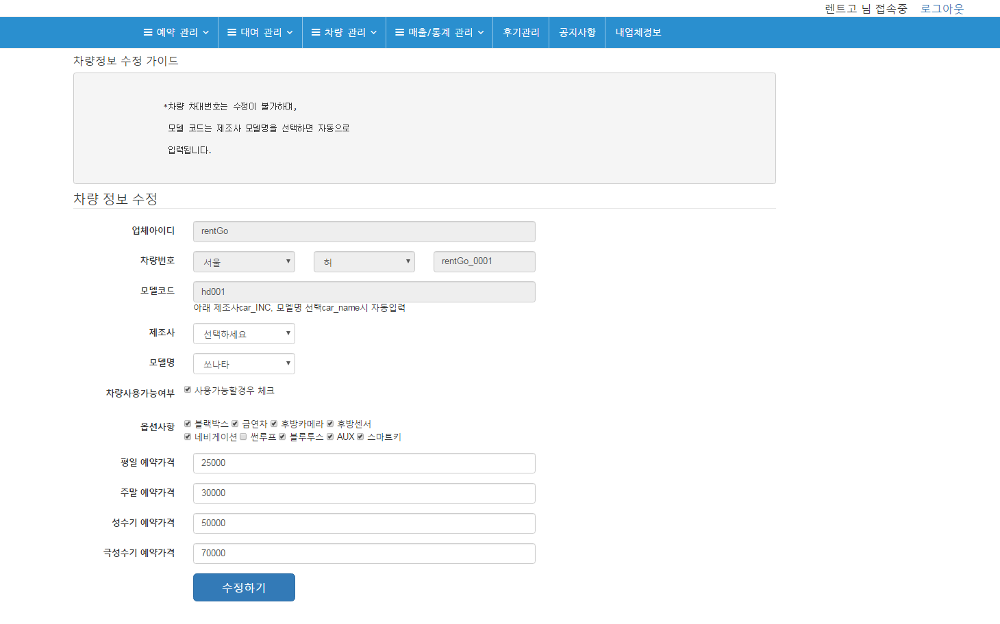 렌트고 님 접속중 로그아웃
예약 관리 대여 관리 차량 관리 매출/통계 관리 후기관리 공지사항 내업체정보
차량정보 수정 가이드
*차량 차대번호는 수정이 불가하며,
모델 코드는 제조사 모델명을 선택하면 자동으로
입력됩니다.
차량 정보 수정
업체아이디 rentGo
차량번호 서울 허 rentGo_0001
모델코드 hd001
아래 제조사car_INC, 모델명 선택car_name시 자동입력
제조사 선택하세요
모델명 쏘나타
차량사용가능여부 사용가능할경우 체크
옵션사항 블랙박스 금연차 후방카메라 후방센서
네비게이션 썬루프 블루투스 AUX 스마트키
평일 예약가격 25000
주말 예약가격 30000
성수기 예약가격 50000
극성수기 예약가격 70000
수정하기